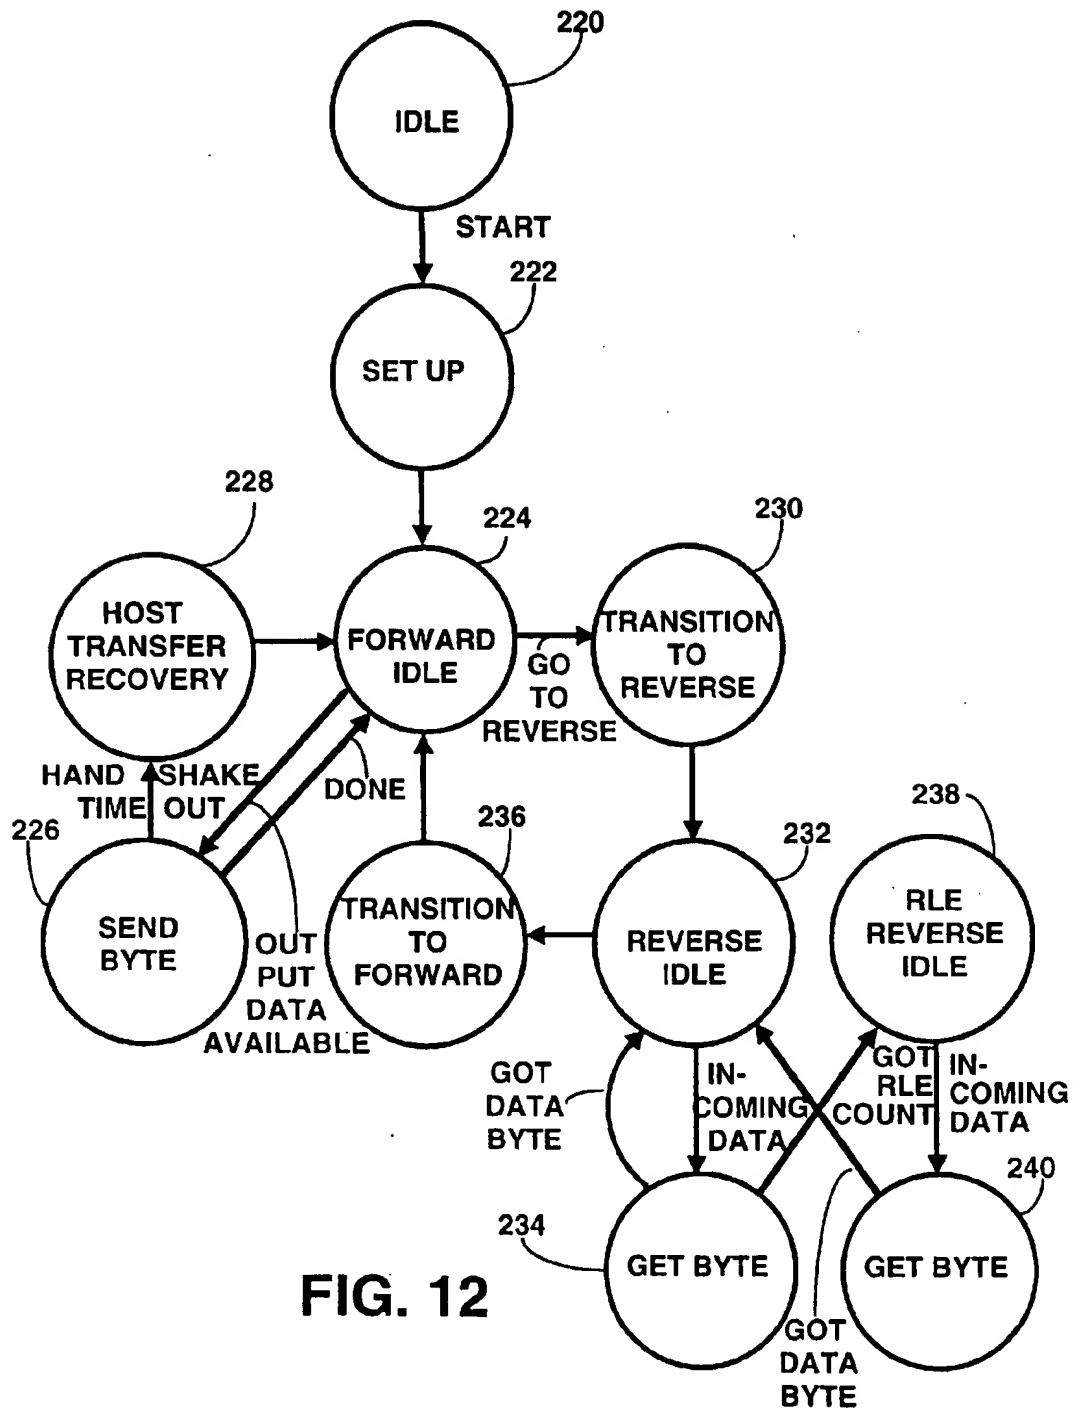 220
IDLE
START
222
SET UP
228
224
230
HOST
TRANSFER
RECOVERY
FORWARD
IDLE
GO
TO
REVERSE
TRANSITION
TO
REVERSE
HAND SHAKE
TIME OUT
DONE
226
236
232
238
SEND
BYTE
OUT
PUT
DATA
AVAILABLE
TRANSITION
TO
FORWARD
REVERSE
IDLE
RLE
REVERSE
IDLE
GOT
DATA
BYTE
IN-
COMING
DATA
GOT
RLE
COUNT
IN-
COMING
DATA
234
240
GET BYTE
GET BYTE
GOT
DATA
BYTE
FIG. 12